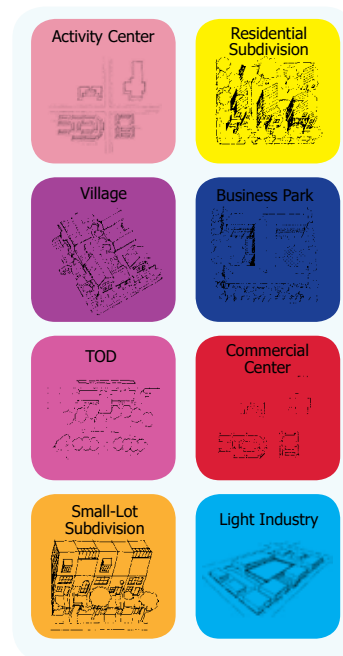 Activity Center
Residential
Subdivision
Village
Business Park
TOD
Commercial
Center
Small-Lot
Subdivision
Light Industry